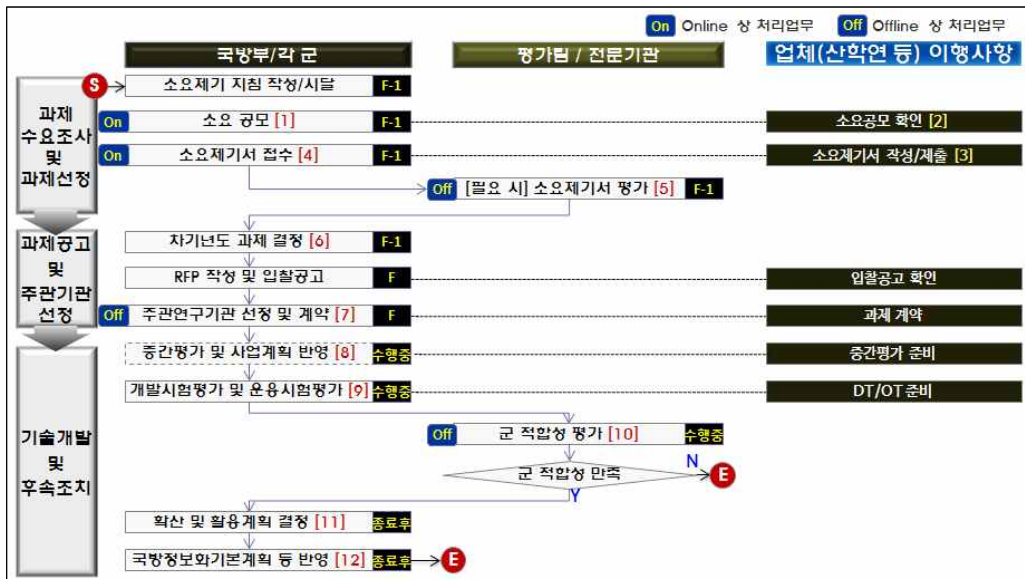 On Online 상 처리업무 Off Offline 상 처리업무
국방부/각 군 평가팀 / 전문기관 업체(산학연 등) 이행사항
과제
수요조사
및
과제선정
S 소요제기 지침 작성/시달 F-1
On 소요 공모 [1] F-1 소요공모 확인 [2]
On 소요제기서 접수 [4] F-1 소요제기서 작성/제출 [3]
Off [필요 시] 소요제기서 평가 [5] F-1
과제공고
및
주관기관
선정
차기년도 과제 결정 [6] F-1
RFP 작성 및 입찰공고 F 입찰공고 확인
Off 주관연구기관 선정 및 계약 [7] F 과제 계약
기술개발
및
후속조치
중간평가 및 사업계획 반영 [8] 수행중 중간평가 준비
개발시험평가 및 운용시험평가 [9] 수행중 DT/OT 준비
Off 군 적합성 평가 [10] 수행중
군 적합성 만족 N E
Y
확산 및 활용계획 결정 [11] 종료후
국방정보화기본계획 등 반영 [12] 종료후 E